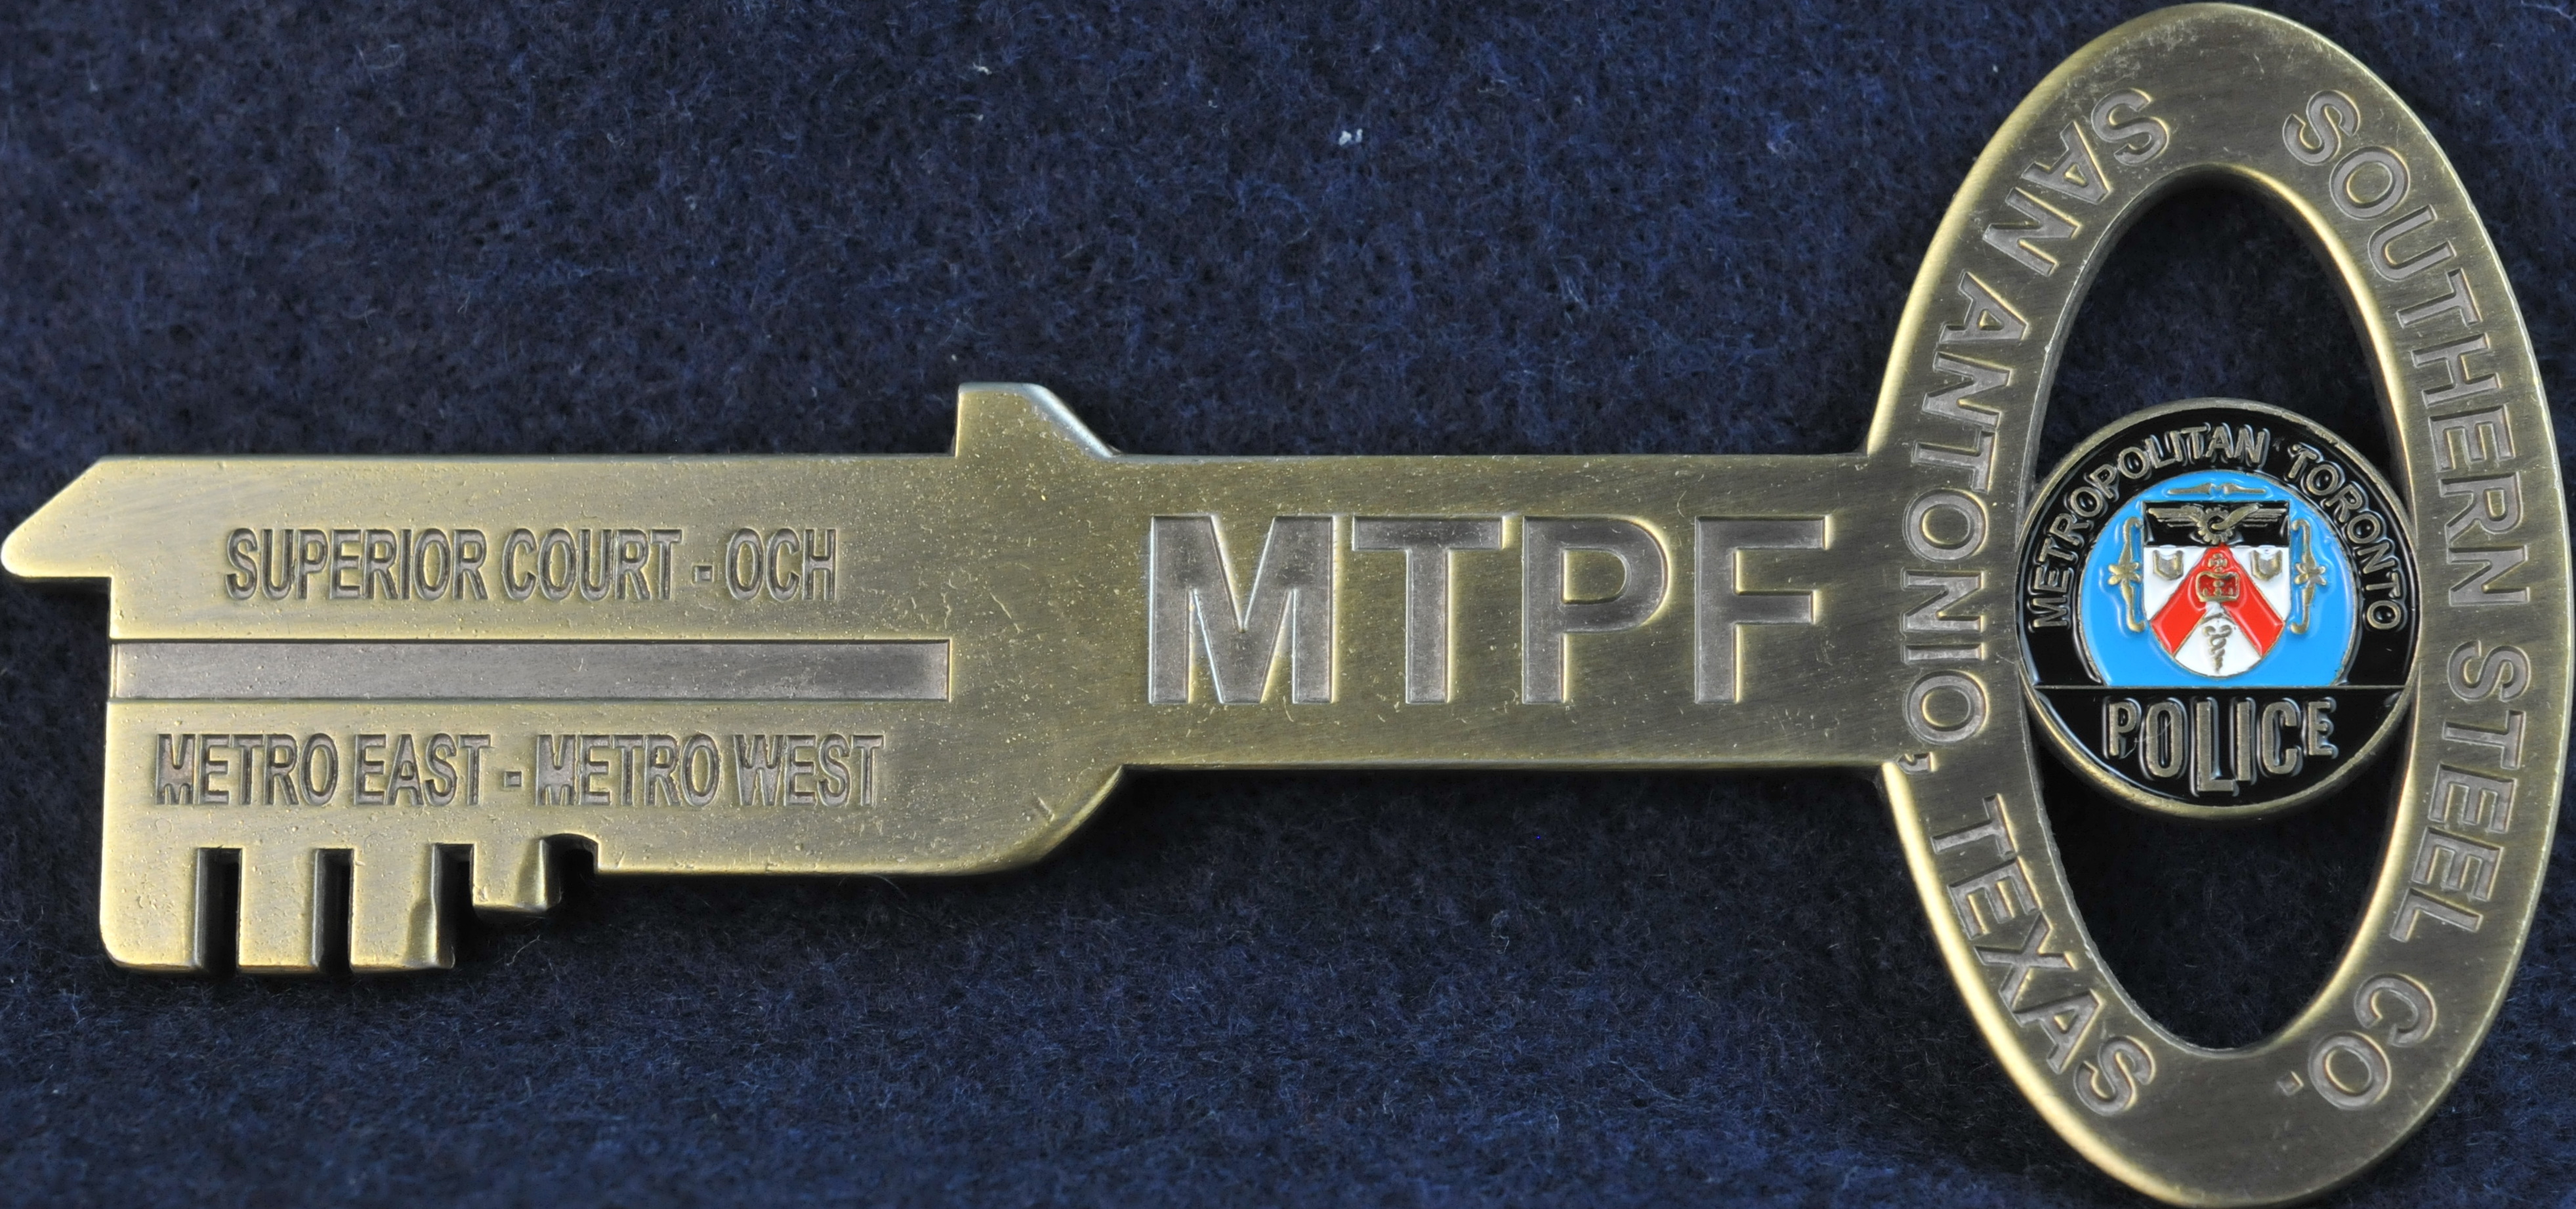 SUPERIOR COURT - OCH
METRO EAST - METRO WEST
MTPF
SAN ANTONIO, TEXAS
METROPOLITAN TORONTO
POLICE
SOUTHERN STEEL CO.